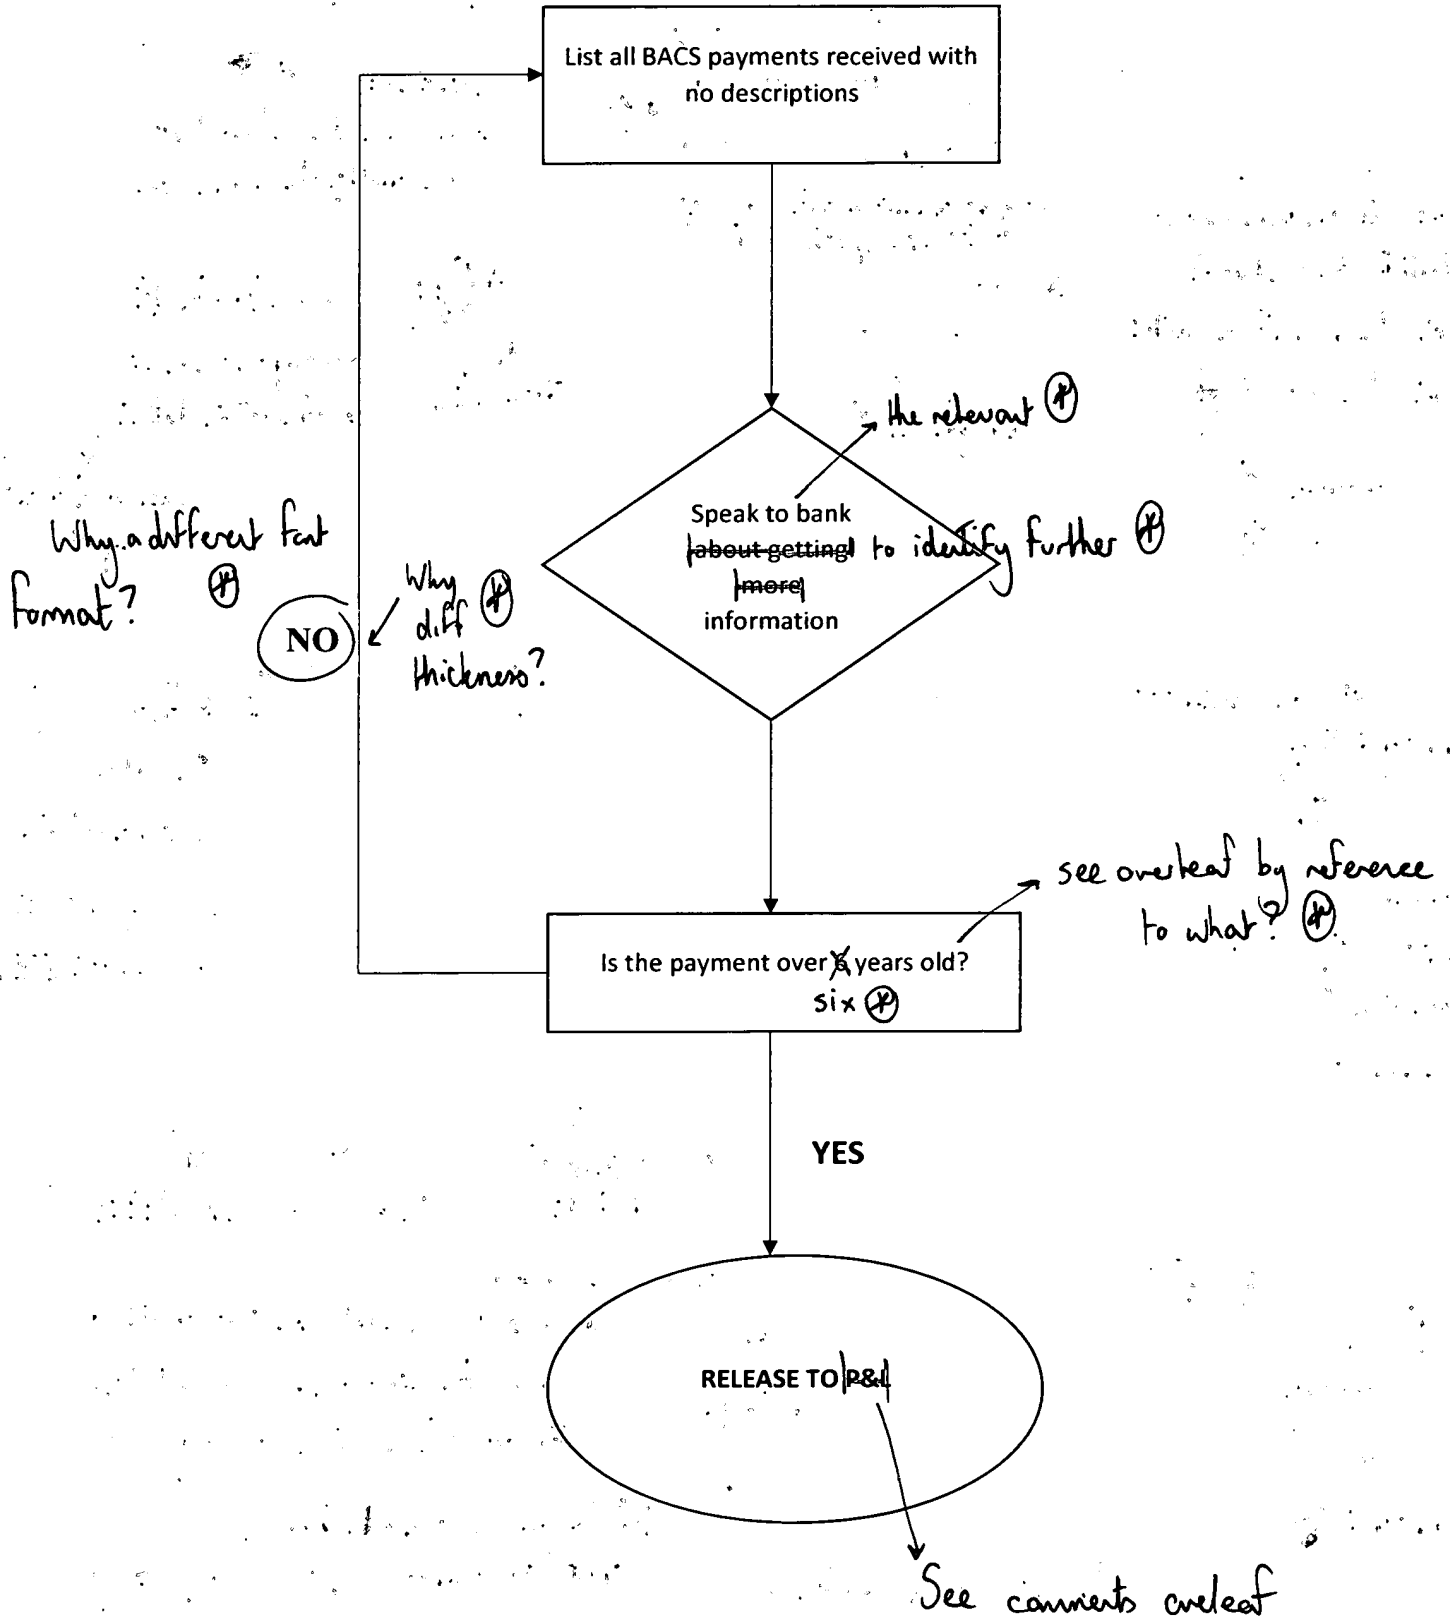 List all BACS payments received with
no descriptions
the relevant
Speak to bank
about getting to identify further
more
information
Why a different font
format?
NO
Why
diff
thickness?
see overleaf by reference
to what?
Is the payment over 6 years old?
six
YES
RELEASE TO P&L
See comments overleaf